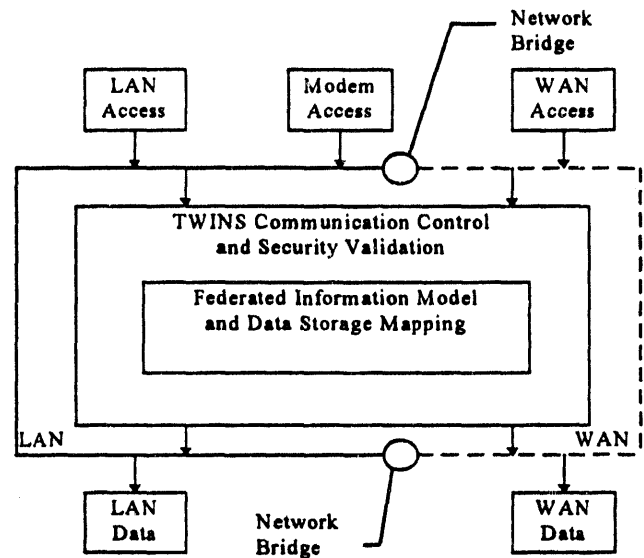 Network
Bridge
LAN
Access
Modem
Access
WAN
Access
TWINS Communication Control
and Security Validation
Federated Information Model
and Data Storage Mapping
LAN
WAN
LAN
Data
Network
Bridge
WAN
Data